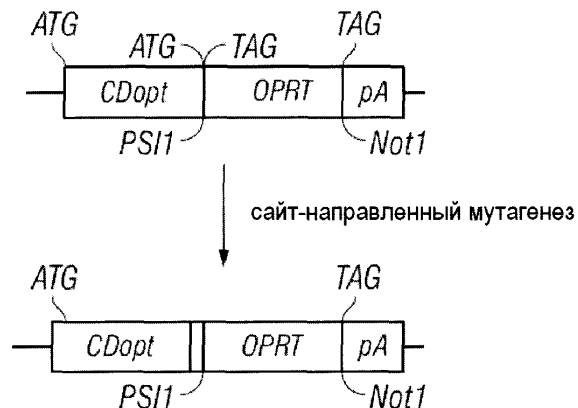 ATG ATG TAG TAG
CDopt OPRT pA
PSI1 Not1
сайт-направленный мутагенез
ATG TAG
CDopt OPRT pA
PSI1 Not1